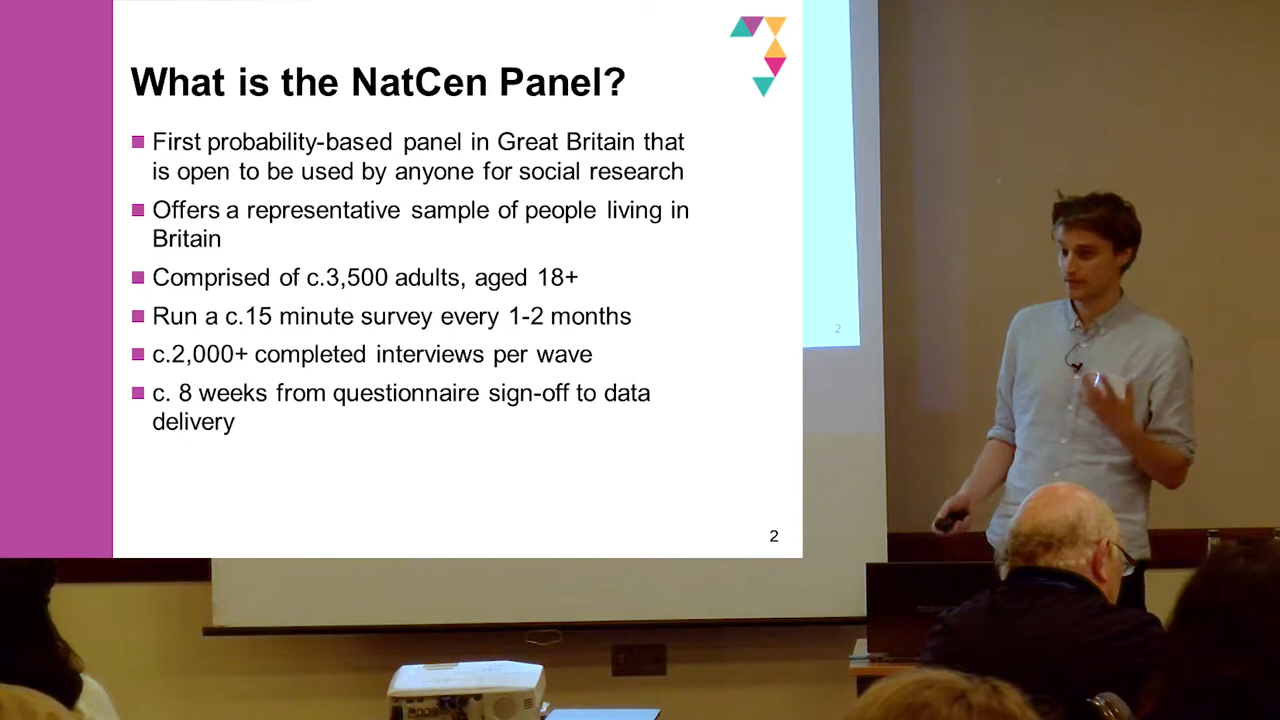 What is the NatCen Panel?
First probability-based panel in Great Britain that
is open to be used by anyone for social research
Offers a representative sample of people living in
Britain
Comprised of c.3,500 adults, aged 18+
Run a c.15 minute survey every 1-2 months
c.2,000+ completed interviews per wave
c. 8 weeks from questionnaire sign-off to data
delivery
2
2